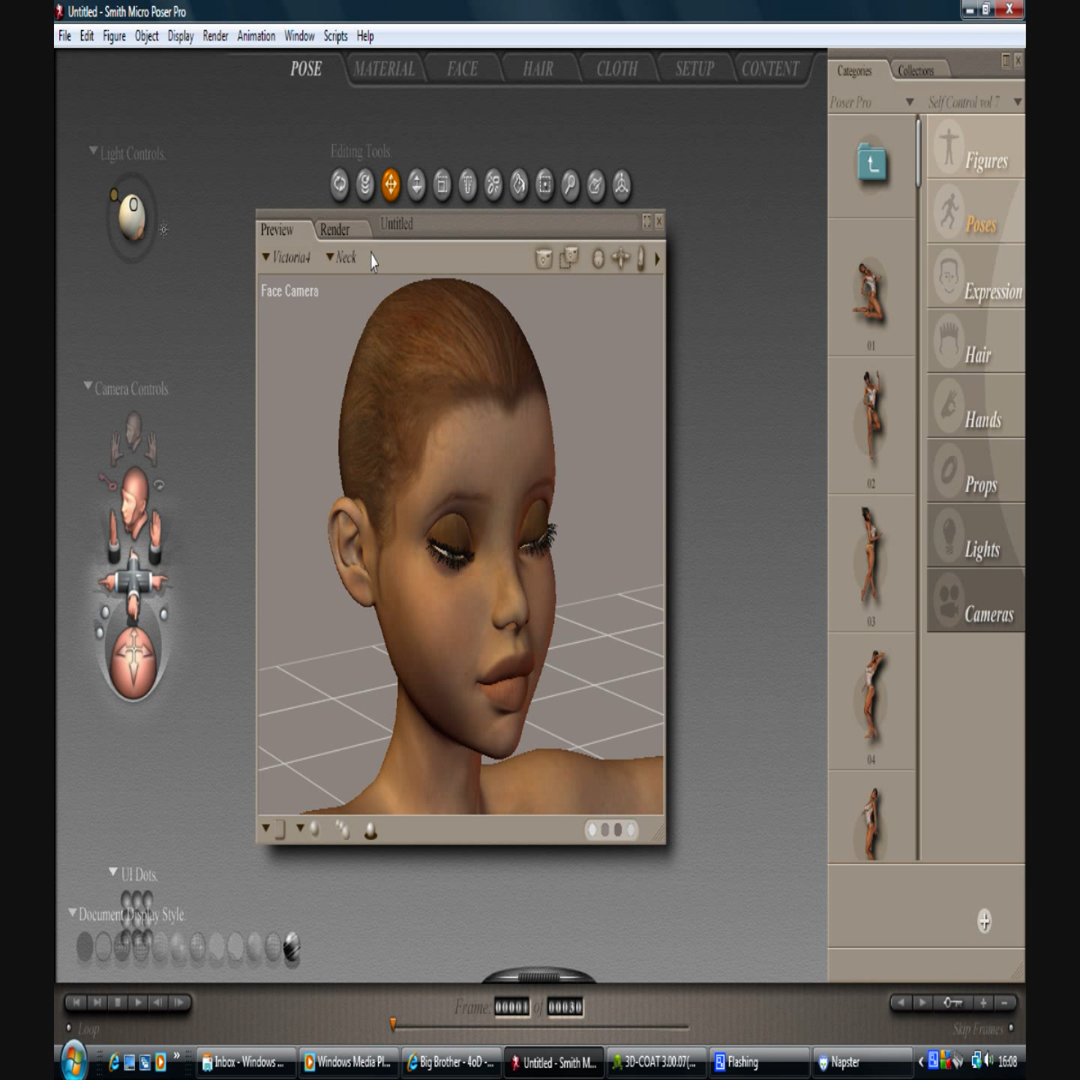 Untitled - Smith Micro Poser Pro
File Edit Figure Object Display Render Animation Window Scripts Help
POSE MATERIAL FACE HAIR CLOTH SETUP CONTENT
Categories Collections
Poser Pro Self Control vol 7
Light Controls.
Editing Tools
Figures
Preview Render Untitled
Poses
Victoria4 Neck
Face Camera
Expression
01
Hair
Camera Controls.
Hands
02
Props
Lights
Cameras
03
04
UI Dots.
Document Display Style.
Frame: 00001 of 00030
Loop
Skip Frames
Inbox - Windows ...
Windows Media Pl...
Big Brother - 4oD -...
Untitled - Smith M...
3D-COAT 3.00.07(...
Flashing
Napster
16:08